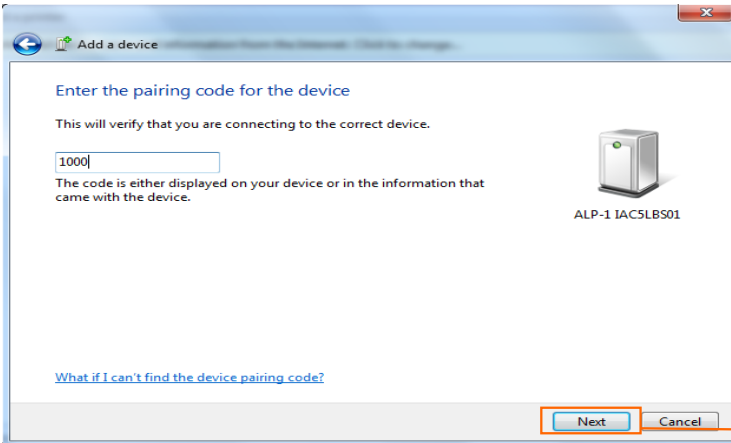 Add a device
Enter the pairing code for the device
This will verify that you are connecting to the correct device.
1000
The code is either displayed on your device or in the information that
came with the device.
ALP-1 IAC5LBS01
What if I can't find the device pairing code?
Next
Cancel